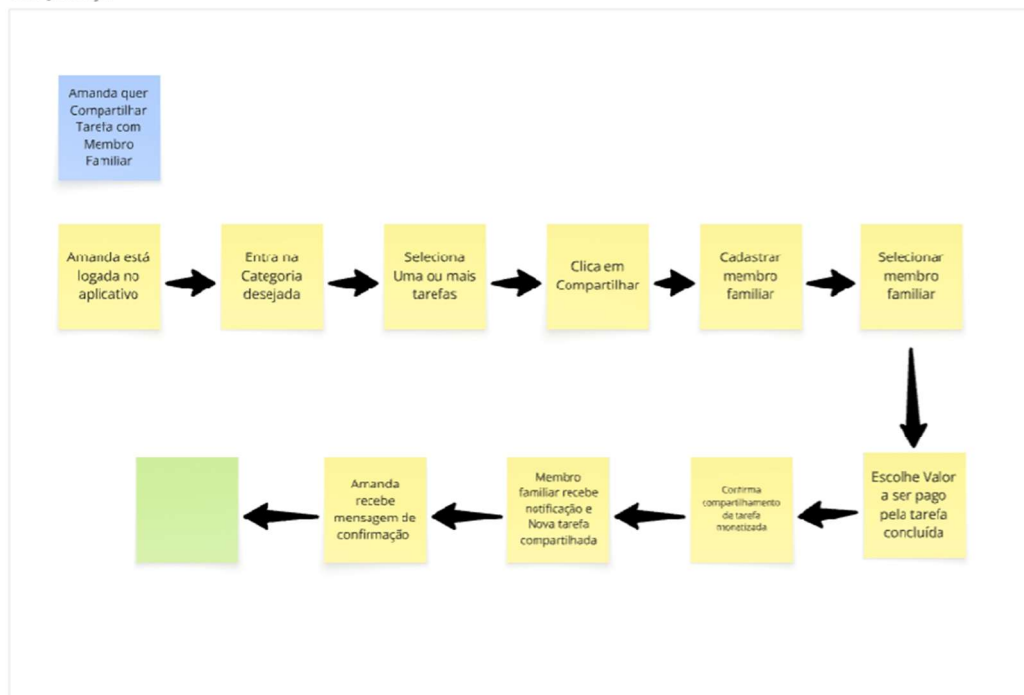 Amanda quer
Compartilhar
Tarefa com
Membro
Familiar
Amanda está
logada no
aplicativo
Entra na
Categoria
desejada
Seleciona
Uma ou mais
tarefas
Clica em
Compartilhar
Cadastrar
membro
familiar
Selecionar
membro
familiar
Escolhe Valor
a ser pago
pela tarefa
concluída
Confirma
compartilhamento
de tarefa
monetizada
Membro
familiar recebe
notificação e
Nova tarefa
compartilhada
Amanda
recebe
mensagem de
confirmação